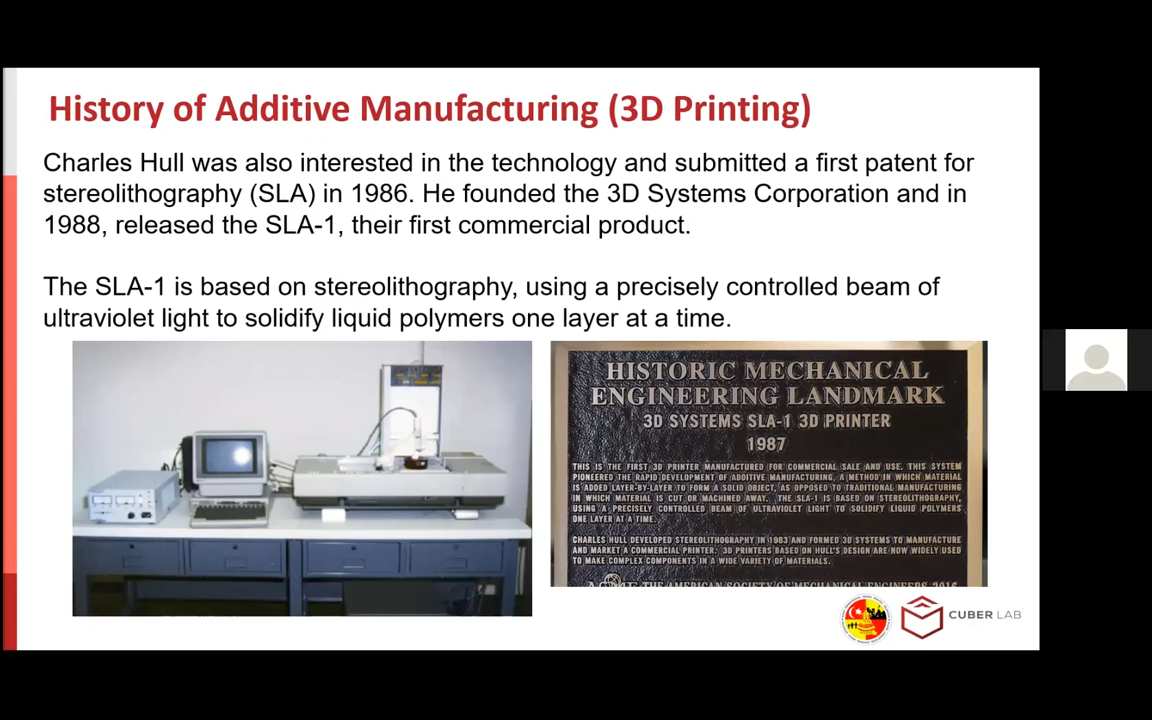 History of Additive Manufacturing (3D Printing)
Charles Hull was also interested in the technology and submitted a first patent for
stereolithography (SLA) in 1986. He founded the 3D Systems Corporation and in
1988, released the SLA-1, their first commercial product.
The SLA-1 is based on stereolithography, using a precisely controlled beam of
ultraviolet light to solidify liquid polymers one layer at a time.
HISTORIC MECHANICAL
ENGINEERING LANDMARK
3D SYSTEMS SLA-1 3D PRINTER
1987
THIS IS THE FIRST 3D PRINTER MANUFACTURED FOR COMMERCIAL SALE AND USE. THIS SYSTEM
PIONEERED THE RAPID DEVELOPMENT OF ADDITIVE MANUFACTURING, A METHOD IN WHICH MATERIAL
IS ADDED LAYER-BY-LAYER TO FORM A SOLID OBJECT, AS OPPOSED TO TRADITIONAL MANUFACTURING
IN WHICH MATERIAL IS CUT OR MACHINED AWAY. THE SLA-1 IS BASED ON STEREOLITHOGRAPHY,
USING A PRECISELY CONTROLLED BEAM OF ULTRAVIOLET LIGHT TO SOLIDIFY LIQUID POLYMERS
ONE LAYER AT A TIME.
CHARLES HULL DEVELOPED STEREOLITHOGRAPHY IN 1983 AND FORMED 3D SYSTEMS TO MANUFACTURE
AND MARKET A COMMERCIAL PRINTER. 3D PRINTERS BASED ON HULL'S DESIGN ARE NOW WIDELY USED
TO MAKE COMPLEX COMPONENTS IN A WIDE VARIETY OF MATERIALS.
THE AMERICAN SOCIETY OF MECHANICAL ENGINEERS 2016
CUBER LAB